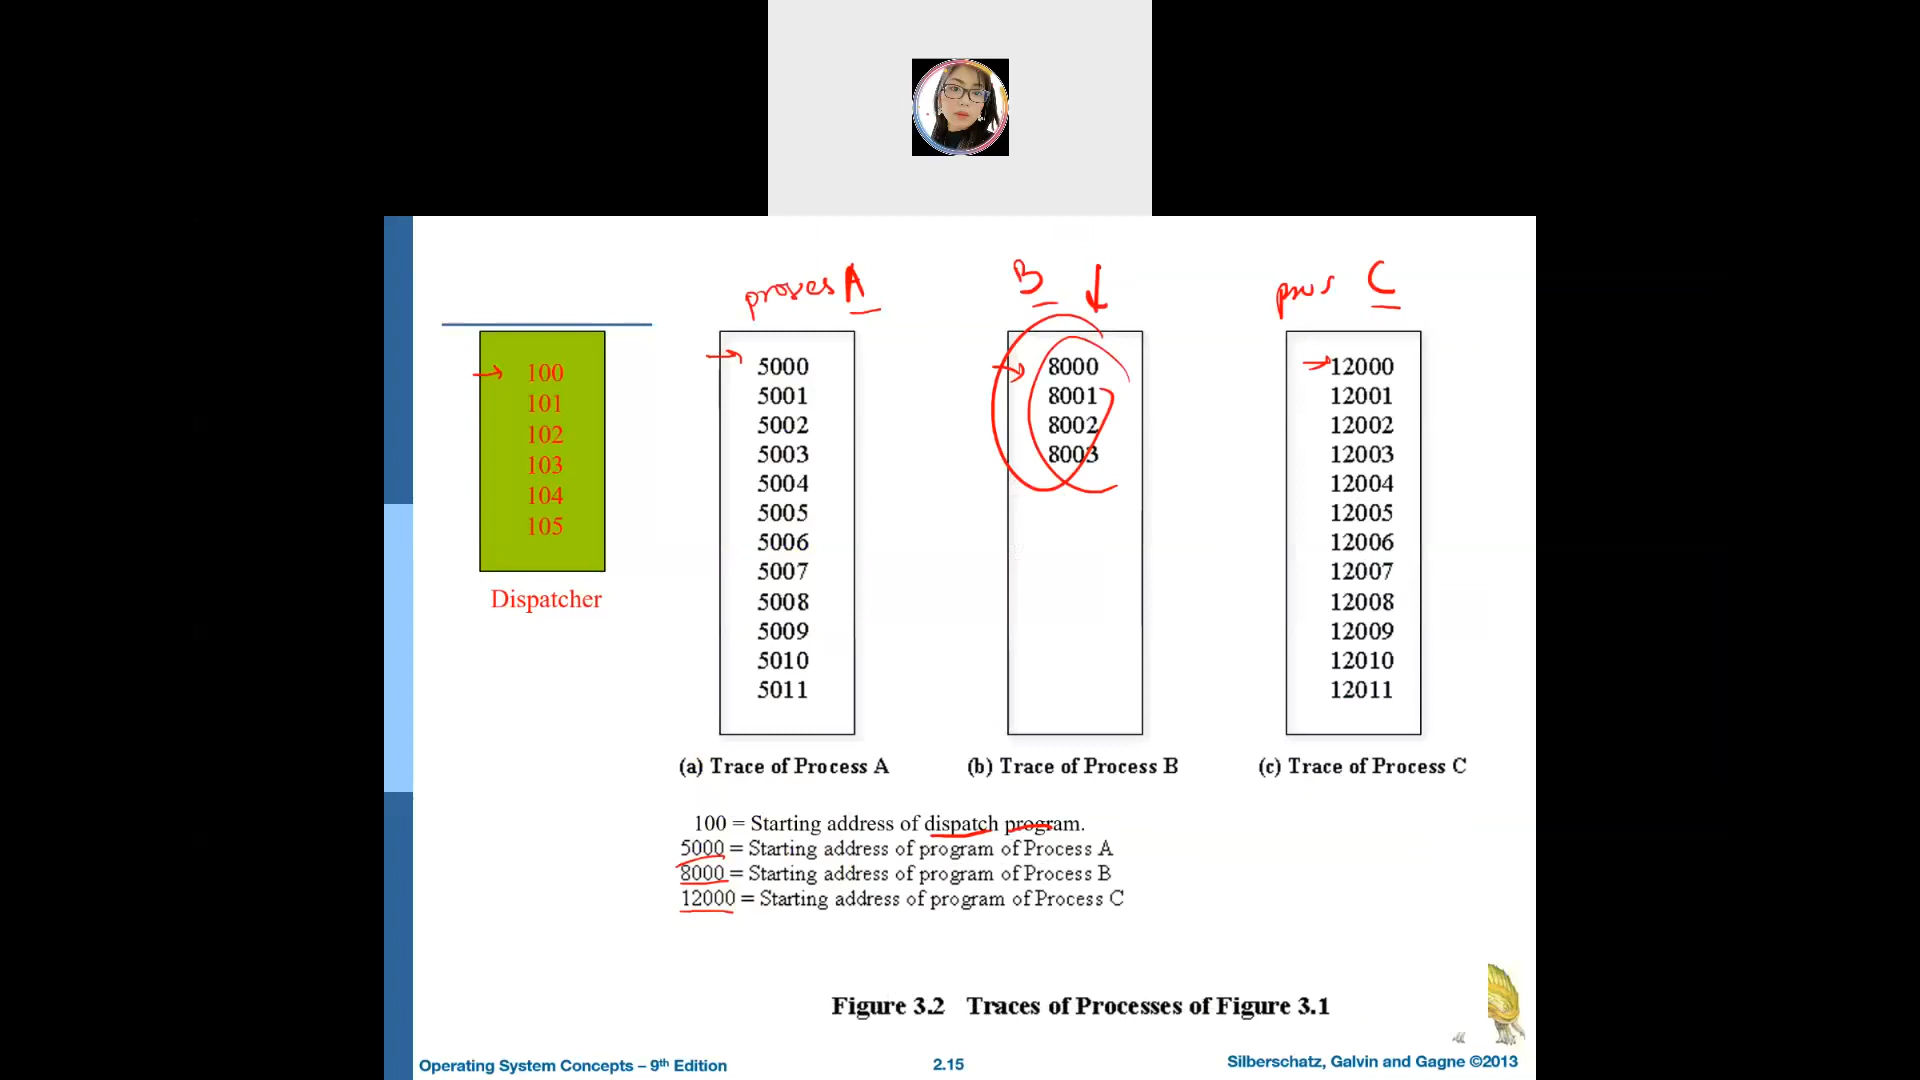 proses A
B
pros C
100
101
102
103
104
105
Dispatcher
5000
5001
5002
5003
5004
5005
5006
5007
5008
5009
5010
5011
(a) Trace of Process A
8000
8001
8002
8003
(b) Trace of Process B
12000
12001
12002
12003
12004
12005
12006
12007
12008
12009
12010
12011
(c) Trace of Process C
100 = Starting address of dispatch program.
5000 = Starting address of program of Process A
8000 = Starting address of program of Process B
12000 = Starting address of program of Process C
Figure 3.2 Traces of Processes of Figure 3.1
Operating System Concepts – 9th Edition
2.15
Silberschatz, Galvin and Gagne ©2013